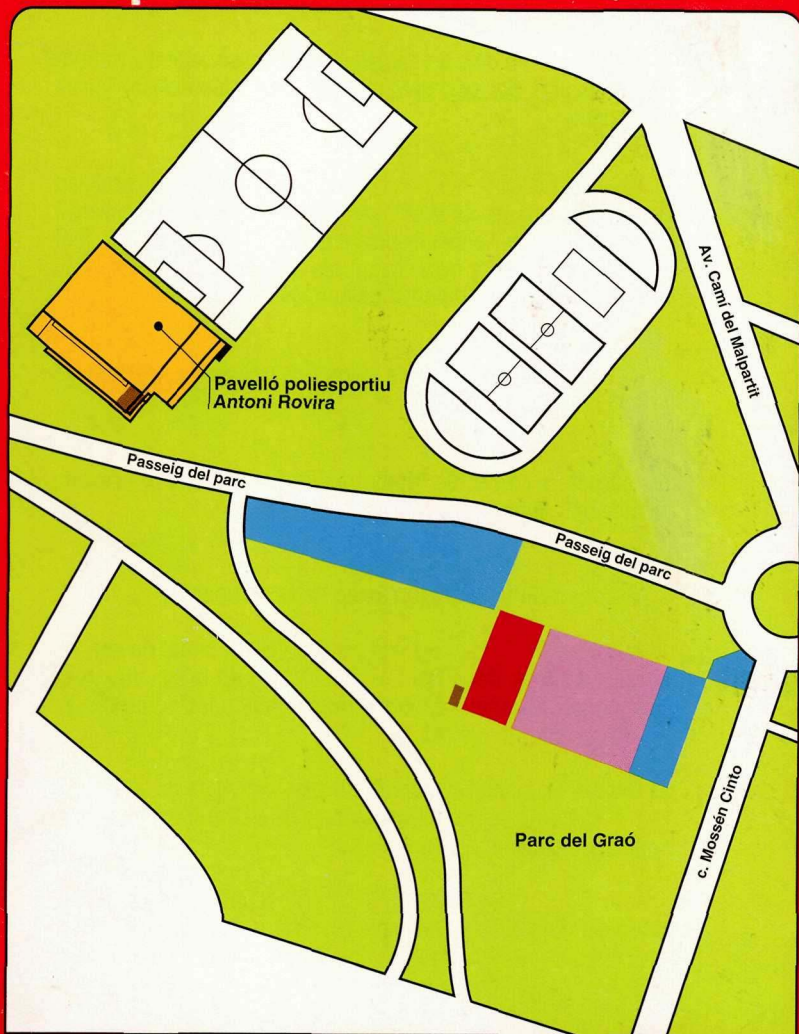 Av. Camí del Malpartit
Pavelló poliesportiu
Antoni Rovira
Passeig del parc
Passeig del parc
Parc del Graó
c. Mossén Cinto